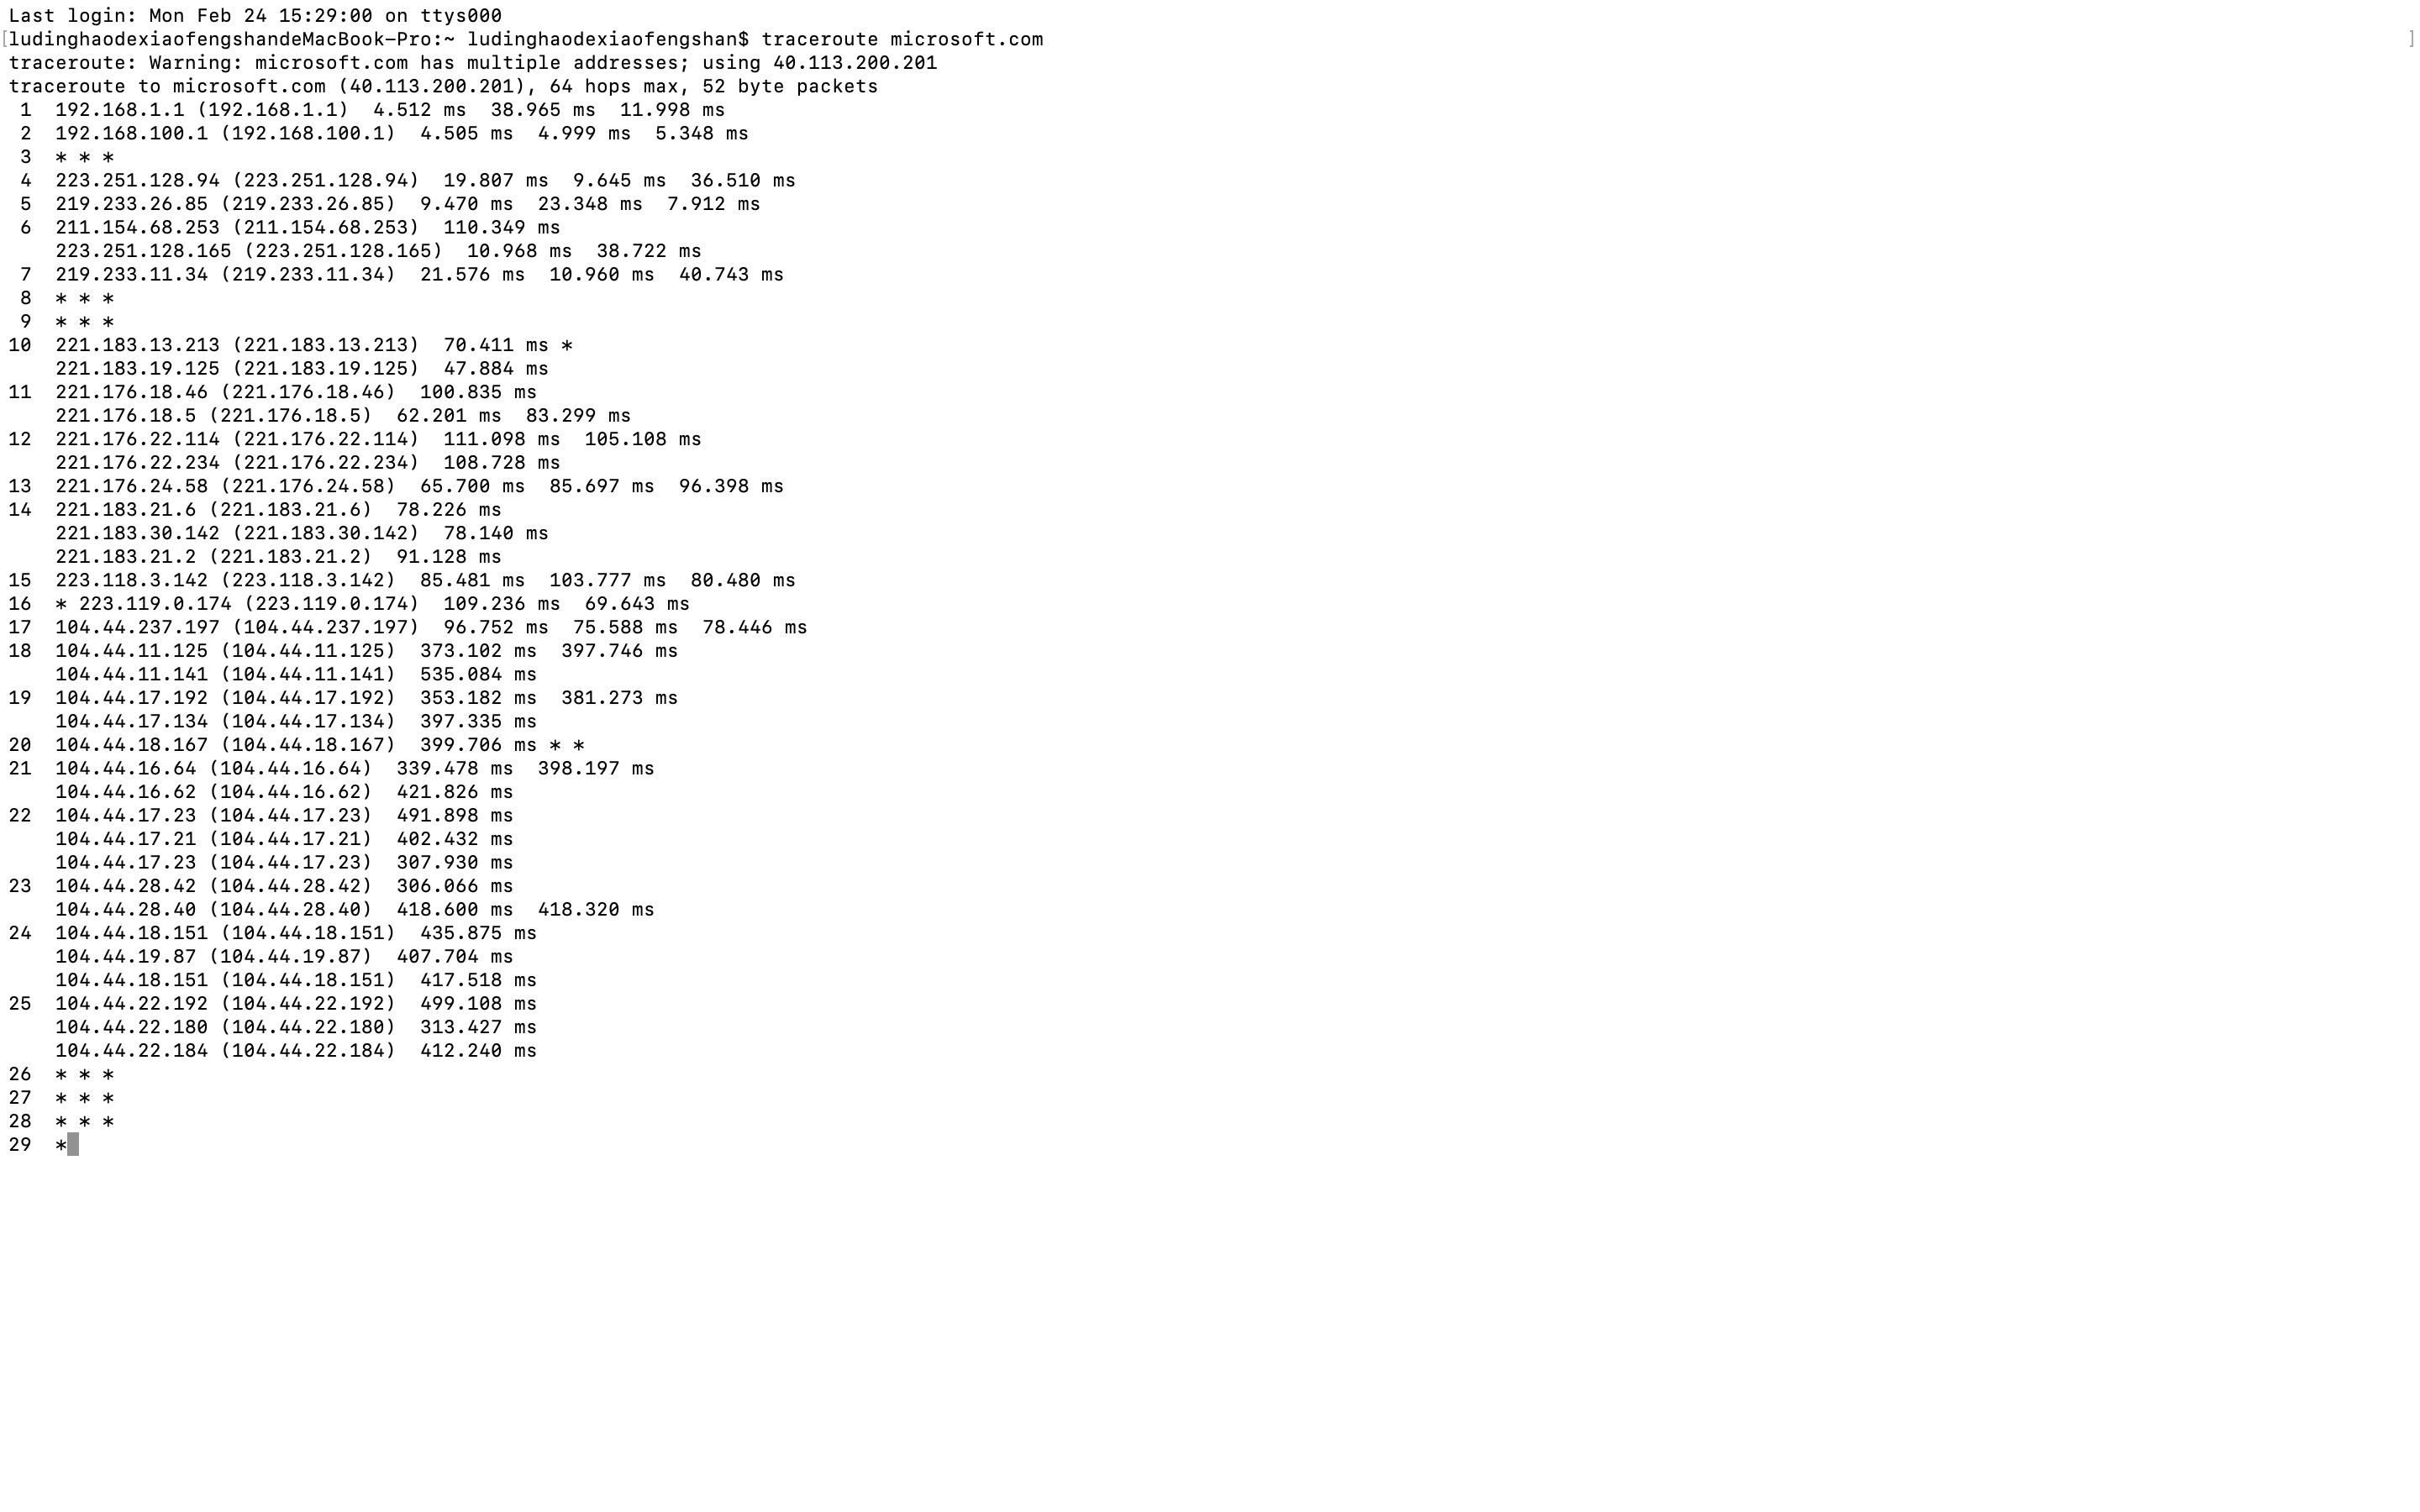 Last login: Mon Feb 24 15:29:00 on ttys000
[ludinghaodexiaofengshandeMacBook-Pro:~ ludinghaodexiaofengshan$ traceroute microsoft.com ]
traceroute: Warning: microsoft.com has multiple addresses; using 40.113.200.201
traceroute to microsoft.com (40.113.200.201), 64 hops max, 52 byte packets
 1  192.168.1.1 (192.168.1.1)  4.512 ms  38.965 ms  11.998 ms
 2  192.168.100.1 (192.168.100.1)  4.505 ms  4.999 ms  5.348 ms
 3  * * *
 4  223.251.128.94 (223.251.128.94)  19.807 ms  9.645 ms  36.510 ms
 5  219.233.26.85 (219.233.26.85)  9.470 ms  23.348 ms  7.912 ms
 6  211.154.68.253 (211.154.68.253)  110.349 ms
    223.251.128.165 (223.251.128.165)  10.968 ms  38.722 ms
 7  219.233.11.34 (219.233.11.34)  21.576 ms  10.960 ms  40.743 ms
 8  * * *
 9  * * *
10  221.183.13.213 (221.183.13.213)  70.411 ms *
    221.183.19.125 (221.183.19.125)  47.884 ms
11  221.176.18.46 (221.176.18.46)  100.835 ms
    221.176.18.5 (221.176.18.5)  62.201 ms  83.299 ms
12  221.176.22.114 (221.176.22.114)  111.098 ms  105.108 ms
    221.176.22.234 (221.176.22.234)  108.728 ms
13  221.176.24.58 (221.176.24.58)  65.700 ms  85.697 ms  96.398 ms
14  221.183.21.6 (221.183.21.6)  78.226 ms
    221.183.30.142 (221.183.30.142)  78.140 ms
    221.183.21.2 (221.183.21.2)  91.128 ms
15  223.118.3.142 (223.118.3.142)  85.481 ms  103.777 ms  80.480 ms
16  * 223.119.0.174 (223.119.0.174)  109.236 ms  69.643 ms
17  104.44.237.197 (104.44.237.197)  96.752 ms  75.588 ms  78.446 ms
18  104.44.11.125 (104.44.11.125)  373.102 ms  397.746 ms
    104.44.11.141 (104.44.11.141)  535.084 ms
19  104.44.17.192 (104.44.17.192)  353.182 ms  381.273 ms
    104.44.17.134 (104.44.17.134)  397.335 ms
20  104.44.18.167 (104.44.18.167)  399.706 ms * *
21  104.44.16.64 (104.44.16.64)  339.478 ms  398.197 ms
    104.44.16.62 (104.44.16.62)  421.826 ms
22  104.44.17.23 (104.44.17.23)  491.898 ms
    104.44.17.21 (104.44.17.21)  402.432 ms
    104.44.17.23 (104.44.17.23)  307.930 ms
23  104.44.28.42 (104.44.28.42)  306.066 ms
    104.44.28.40 (104.44.28.40)  418.600 ms  418.320 ms
24  104.44.18.151 (104.44.18.151)  435.875 ms
    104.44.19.87 (104.44.19.87)  407.704 ms
    104.44.18.151 (104.44.18.151)  417.518 ms
25  104.44.22.192 (104.44.22.192)  499.108 ms
    104.44.22.180 (104.44.22.180)  313.427 ms
    104.44.22.184 (104.44.22.184)  412.240 ms
26  * * *
27  * * *
28  * * *
29  *